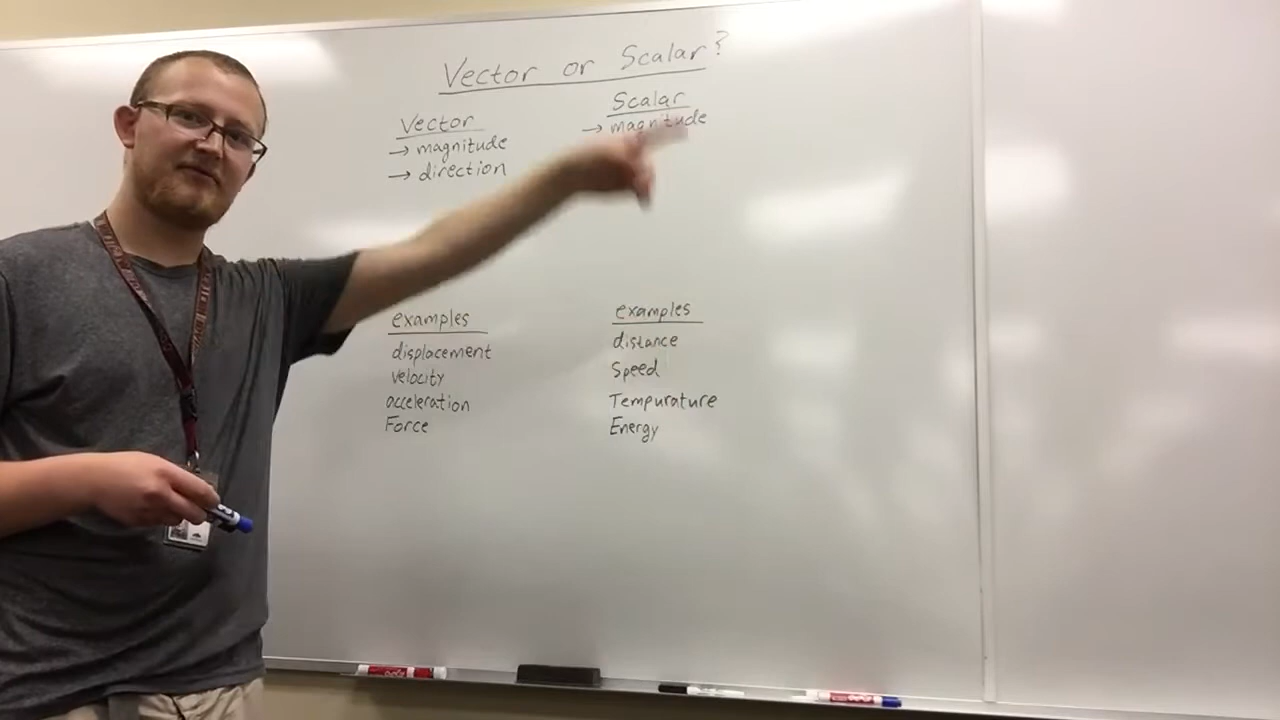 Vector or Scalar?
Vector
→ magnitude
→ direction
Scalar
→ magnitude
examples
displacement
velocity
acceleration
Force
examples
distance
Speed
Tempurature
Energy